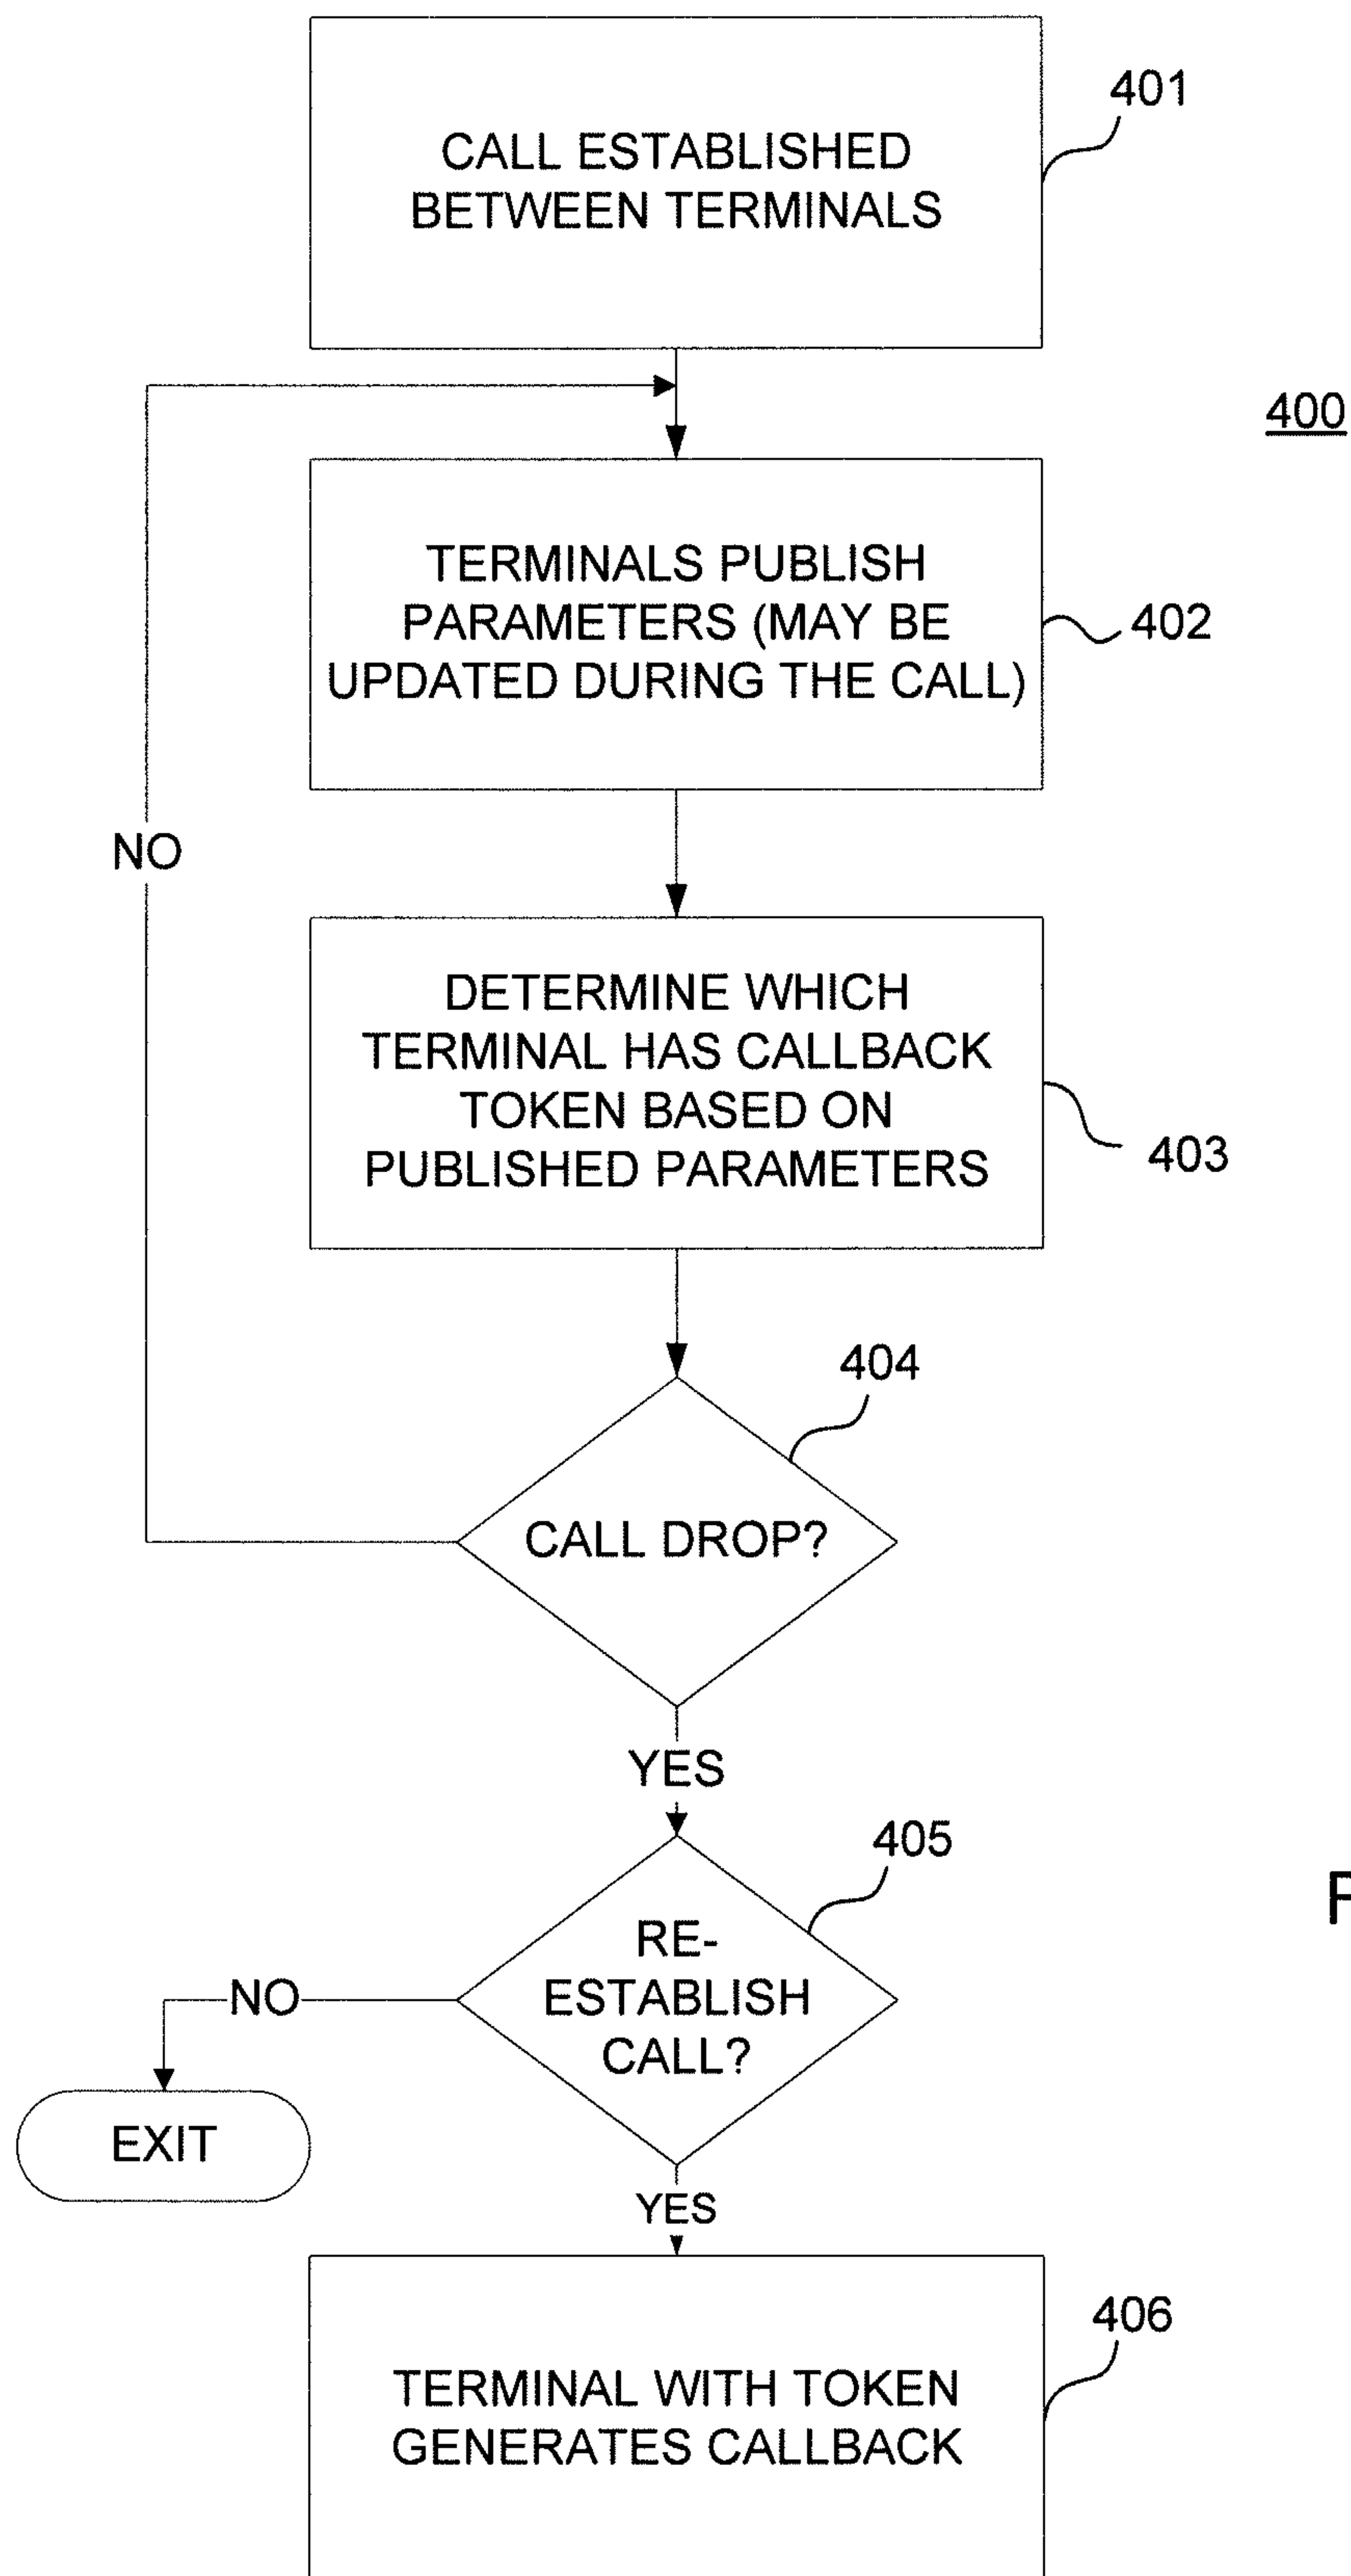 CALL ESTABLISHED
BETWEEN TERMINALS
401
400
TERMINALS PUBLISH
PARAMETERS (MAY BE
UPDATED DURING THE CALL)
402
NO
DETERMINE WHICH
TERMINAL HAS CALLBACK
TOKEN BASED ON
PUBLISHED PARAMETERS
403
404
CALL DROP?
YES
405
RE-
ESTABLISH
CALL?
NO
EXIT
YES
406
TERMINAL WITH TOKEN
GENERATES CALLBACK